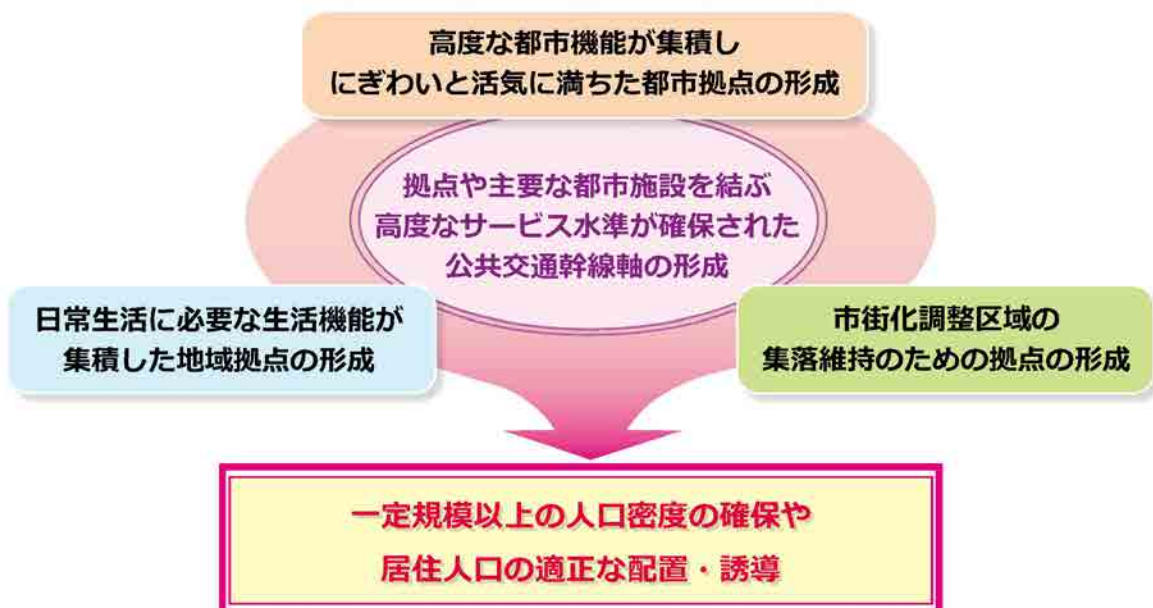 高度な都市機能が集積し
にぎわいと活気に満ちた都市拠点の形成
拠点や主要な都市施設を結ぶ
高度なサービス水準が確保された
公共交通幹線軸の形成
日常生活に必要な生活機能が
集積した地域拠点の形成
市街化調整区域の
集落維持のための拠点の形成
一定規模以上の人口密度の確保や
居住人口の適正な配置・誘導